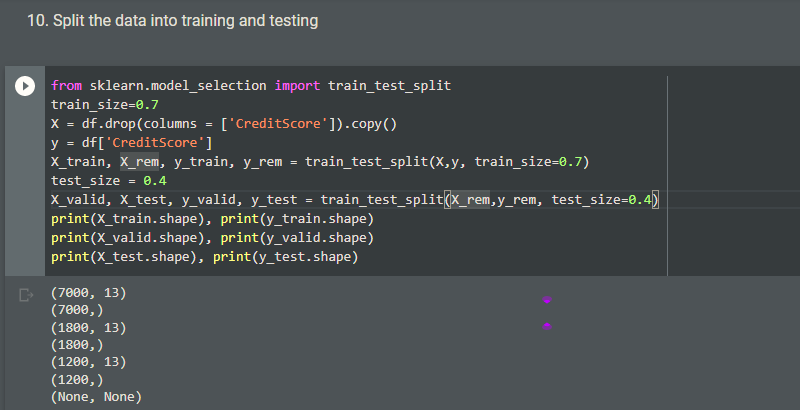 10. Split the data into training and testing
from sklearn.model_selection import train_test_split
train_size=0.7
X = df.drop(columns = ['CreditScore']).copy()
y = df['CreditScore']
X_train, X_rem, y_train, y_rem = train_test_split(X,y, train_size=0.7)
test_size = 0.4
X_valid, X_test, y_valid, y_test = train_test_split(X_rem,y_rem, test_size=0.4)
print(X_train.shape), print(y_train.shape)
print(X_valid.shape), print(y_valid.shape)
print(X_test.shape), print(y_test.shape)
(7000, 13)
(7000,)
(1800, 13)
(1800,)
(1200, 13)
(1200,)
(None, None)